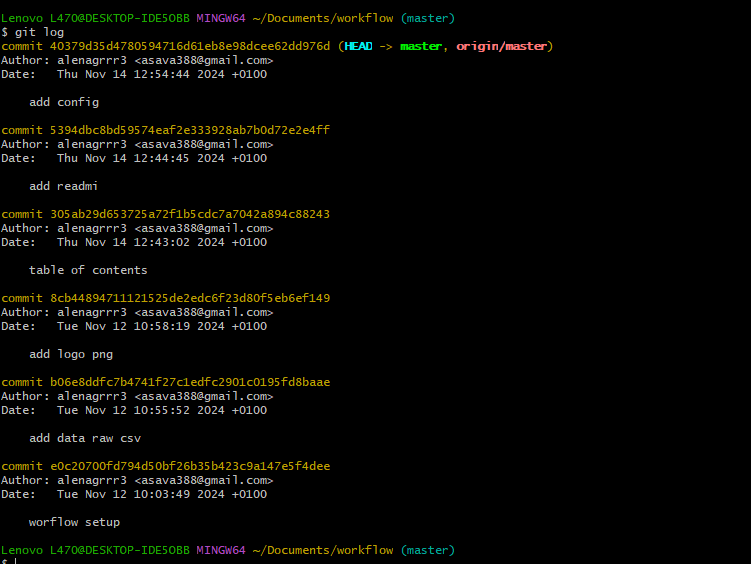 Lenovo L470@DESKTOP-IDE5OBB MINGW64 ~/Documents/workflow (master)
$ git log
commit 40379d35d4780594716d61eb8e98dcee62dd976d (HEAD -> master, origin/master)
Author: alenagrrr3 <asava388@gmail.com>
Date:   Thu Nov 14 12:54:44 2024 +0100
    add config
commit 5394dbc8bd59574eaf2e333928ab7b0d72e2e4ff
Author: alenagrrr3 <asava388@gmail.com>
Date:   Thu Nov 14 12:44:45 2024 +0100
    add readmi
commit 305ab29d653725a72f1b5cdc7a7042a894c88243
Author: alenagrrr3 <asava388@gmail.com>
Date:   Thu Nov 14 12:43:02 2024 +0100
    table of contents
commit 8cb44894711121525de2edc6f23d80f5eb6ef149
Author: alenagrrr3 <asava388@gmail.com>
Date:   Tue Nov 12 10:58:19 2024 +0100
    add logo png
commit b06e8ddfc7b4741f27c1edfc2901c0195fd8baae
Author: alenagrrr3 <asava388@gmail.com>
Date:   Tue Nov 12 10:55:52 2024 +0100
    add data raw csv
commit e0c20700fd794d50bf26b35b423c9a147e5f4dee
Author: alenagrrr3 <asava388@gmail.com>
Date:   Tue Nov 12 10:03:49 2024 +0100
    worflow setup
Lenovo L470@DESKTOP-IDE5OBB MINGW64 ~/Documents/workflow (master)
$